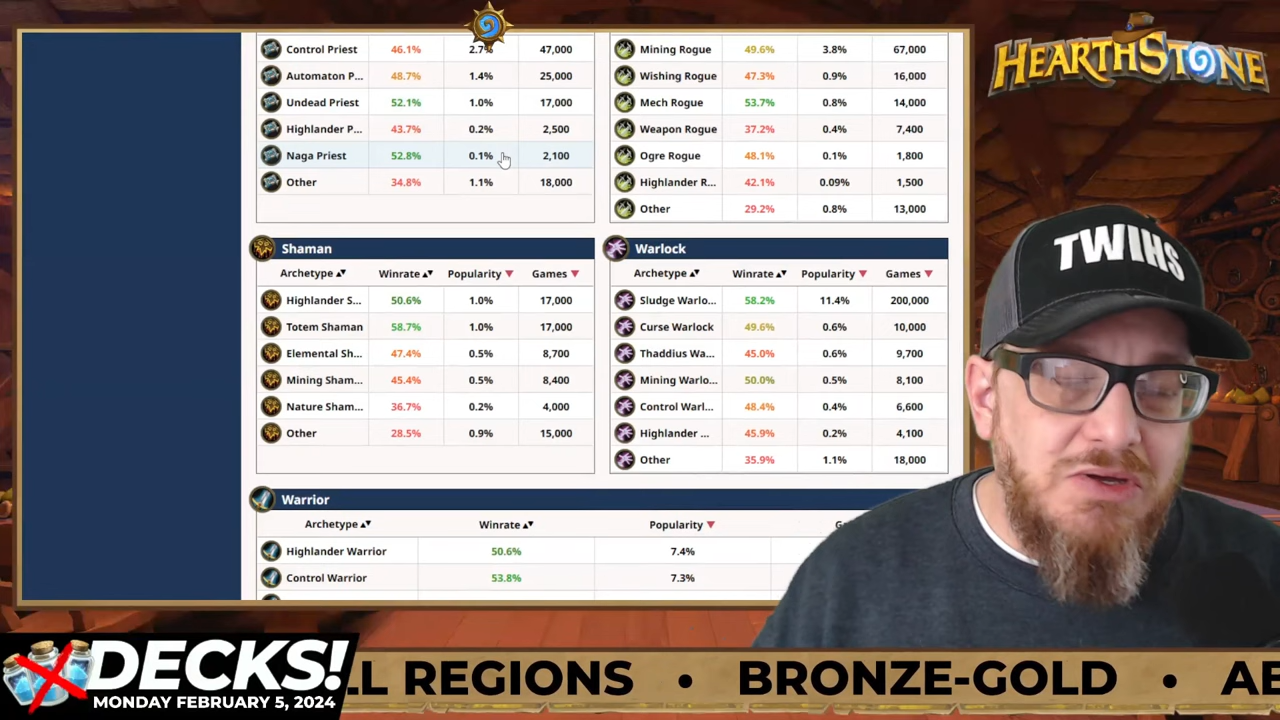 Control Priest 46.1% 2.7% 47,000
Automaton P... 48.7% 1.4% 25,000
Undead Priest 52.1% 1.0% 17,000
Highlander P... 43.7% 0.2% 2,500
Naga Priest 52.8% 0.1% 2,100
Other 34.8% 1.1% 18,000
Mining Rogue 49.6% 3.8% 67,000
Wishing Rogue 47.3% 0.9% 16,000
Mech Rogue 53.7% 0.8% 14,000
Weapon Rogue 37.2% 0.4% 7,400
Ogre Rogue 48.1% 0.1% 1,800
Highlander R... 42.1% 0.09% 1,500
Other 29.2% 0.8% 13,000
HEARTHSTONE
Shaman
Archetype Winrate Popularity Games
Highlander S... 50.6% 1.0% 17,000
Totem Shaman 58.7% 1.0% 17,000
Elemental Sh... 47.4% 0.5% 8,700
Mining Sham... 45.4% 0.5% 8,400
Nature Sham... 36.7% 0.2% 4,000
Other 28.5% 0.9% 15,000
Warlock
Archetype Winrate Popularity Games
Sludge Warlo... 58.2% 11.4% 200,000
Curse Warlock 49.6% 0.6% 10,000
Thaddius Wa... 45.0% 0.6% 9,700
Mining Warlo... 50.0% 0.5% 8,100
Control Warl... 48.4% 0.4% 6,600
Highlander ... 45.9% 0.2% 4,100
Other 35.9% 1.1% 18,000
Warrior
Archetype Winrate Popularity
Highlander Warrior 50.6% 7.4%
Control Warrior 53.8% 7.3%
TWIHS
DECKS!
MONDAY FEBRUARY 5, 2024
LL REGIONS • BRONZE-GOLD •